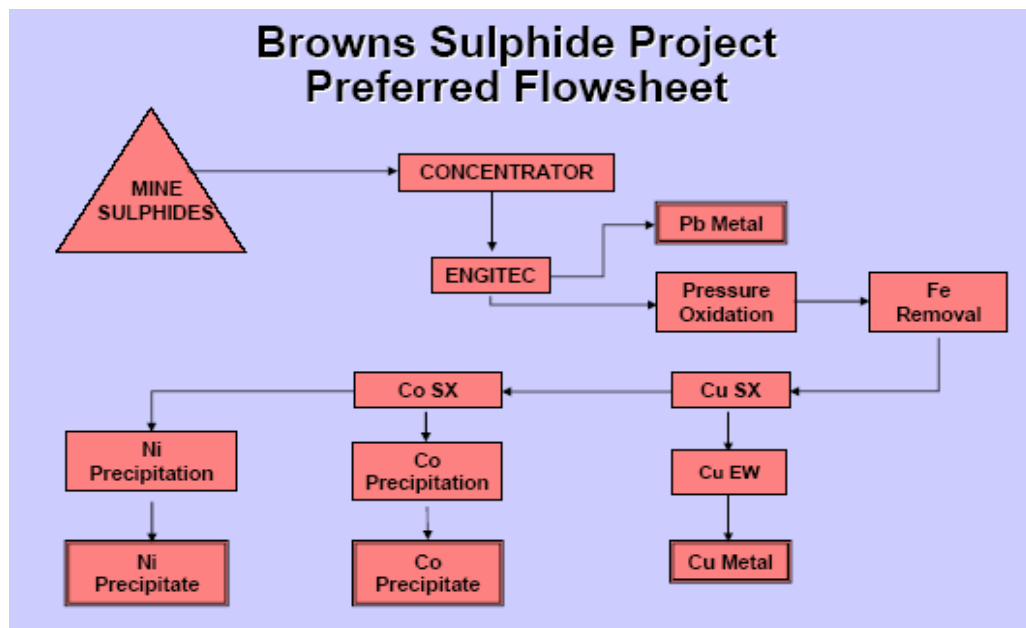 Browns Sulphide Project
Preferred Flowsheet
MINE
SULPHIDES
CONCENTRATOR
Pb Metal
ENGITEC
Pressure
Oxidation
Fe
Removal
Co SX
Cu SX
Ni
Precipitation
Co
Precipitation
Cu EW
Ni
Precipitate
Co
Precipitate
Cu Metal